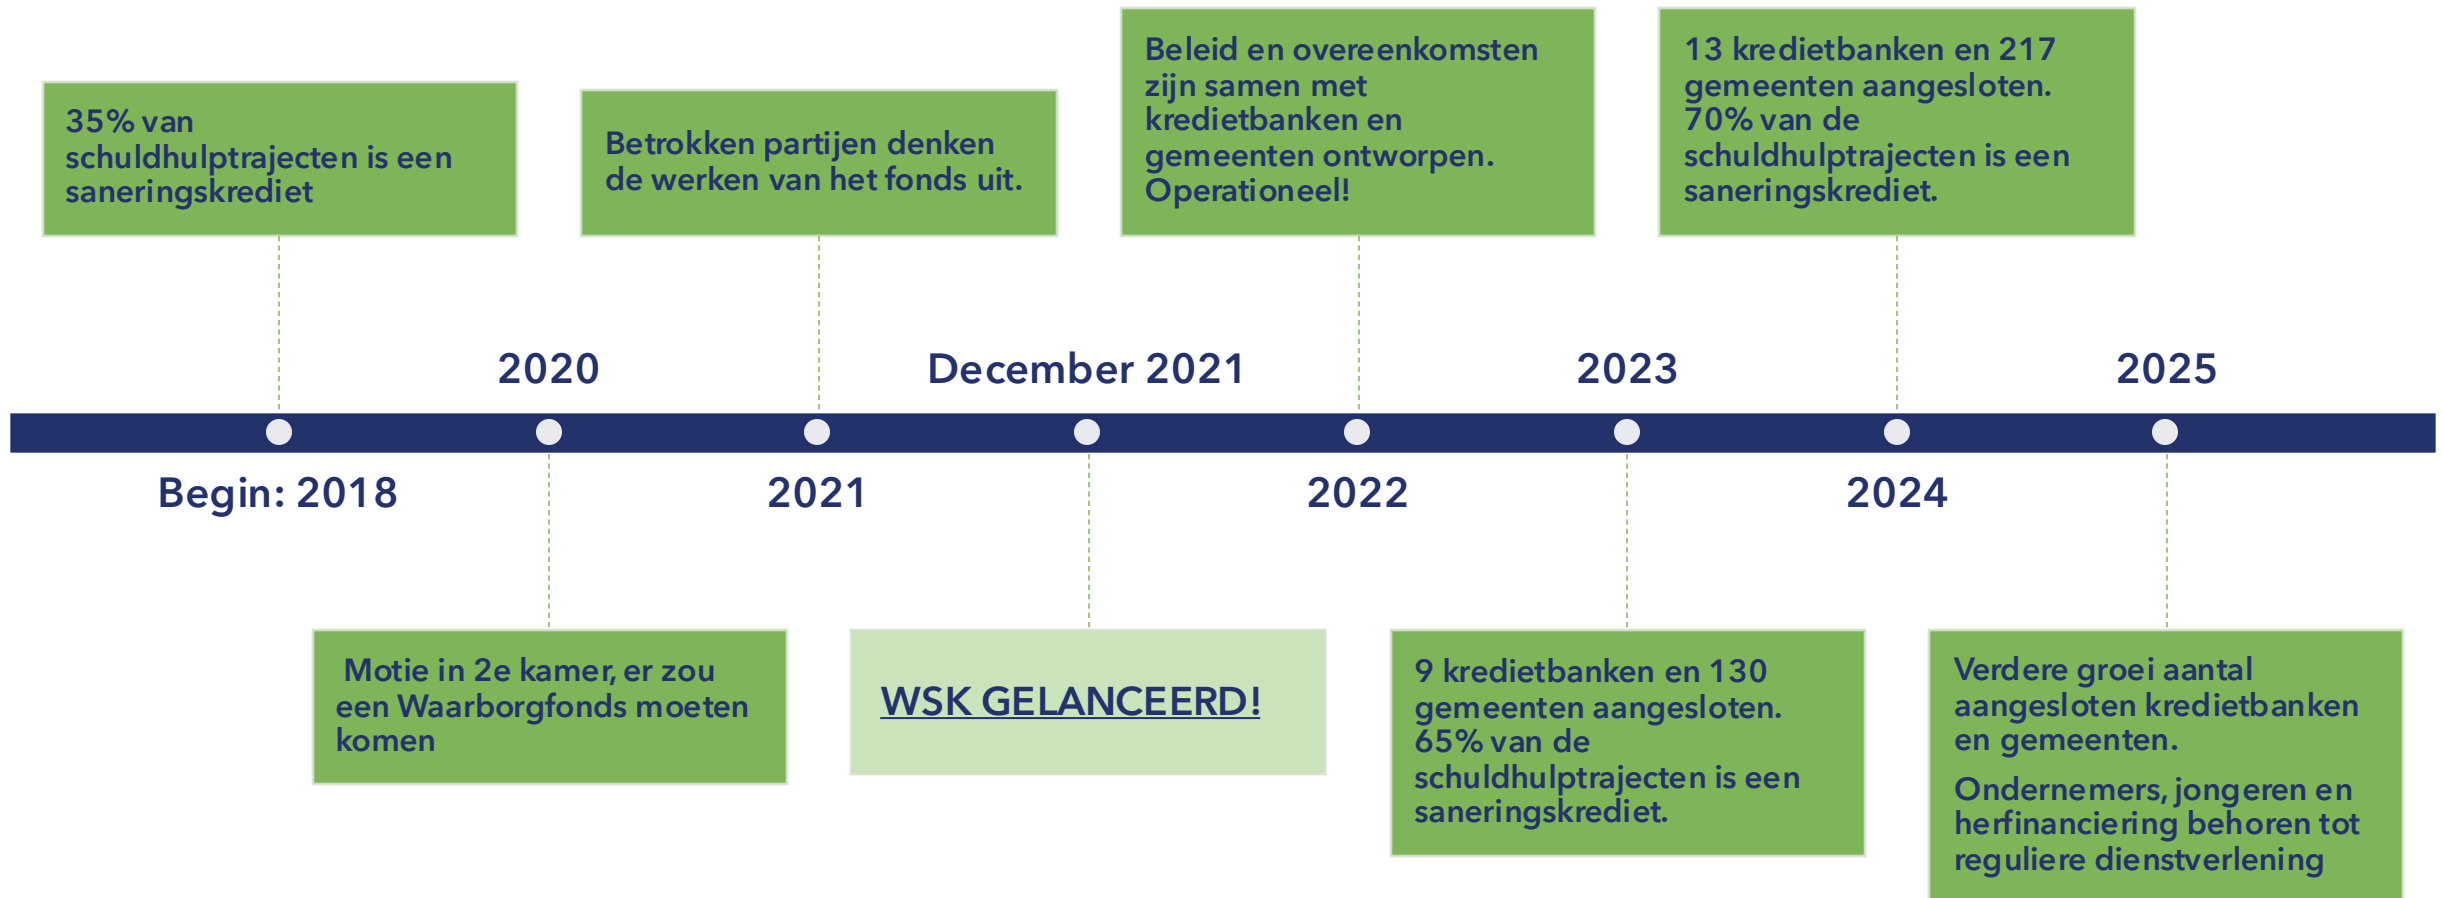 35% van
schuldhulptrajecten is een
saneringskrediet
Betrokken partijen denken
de werken van het fonds uit.
Beleid en overeenkomsten
zijn samen met
kredietbanken en
gemeenten ontworpen.
Operationeel!
13 kredietbanken en 217
gemeenten aangesloten.
70% van de
schuldhulptrajecten is een
saneringskrediet.
2020
December 2021
2023
2025
Begin: 2018
2021
2022
2024
Motie in 2e kamer, er zou
een Waarborgfonds moeten
komen
WSK GELANCEERD!
9 kredietbanken en 130
gemeenten aangesloten.
65% van de
schuldhulptrajecten is een
saneringskrediet.
Verdere groei aantal
aangesloten kredietbanken
en gemeenten.
Ondernemers, jongeren en
herfinanciering behoren tot
reguliere dienstverlening